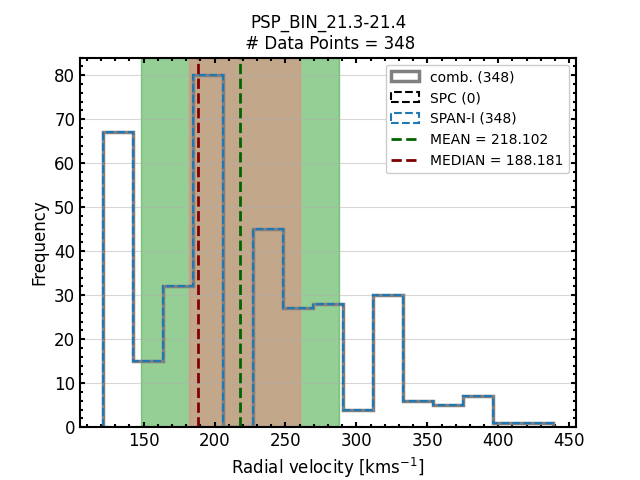 PSP_BIN_21.3-21.4
# Data Points = 348
comb. (348)
SPC (0)
SPAN-I (348)
MEAN = 218.102
MEDIAN = 188.181
Frequency
80
70
60
50
40
30
20
10
0
150 200 250 300 350 400 450
Radial velocity [kms⁻¹]